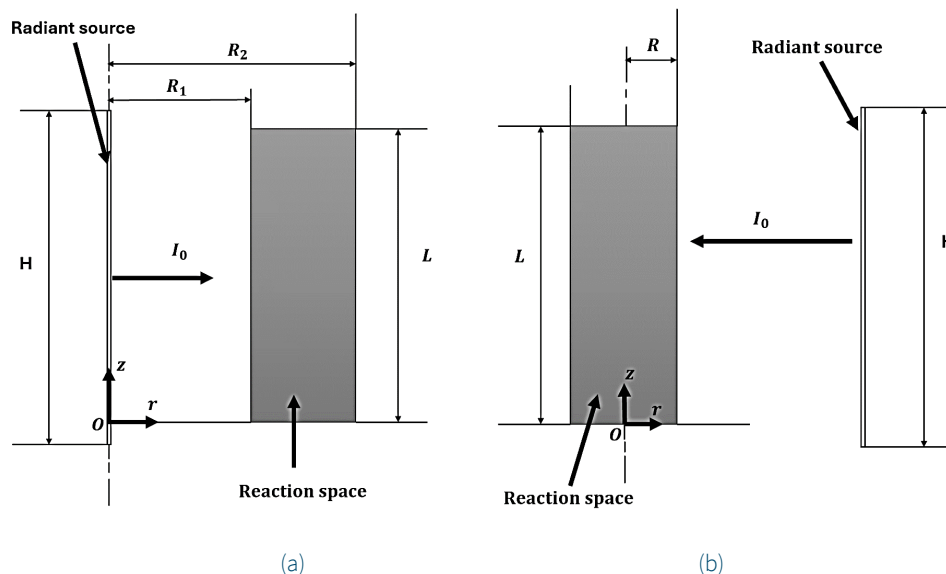 Radiant source
R₂
R₁
H
I₀
L
z
O
r
Reaction space
(a)
R
Radiant source
I₀
L
H
z
O
r
Reaction space
(b)